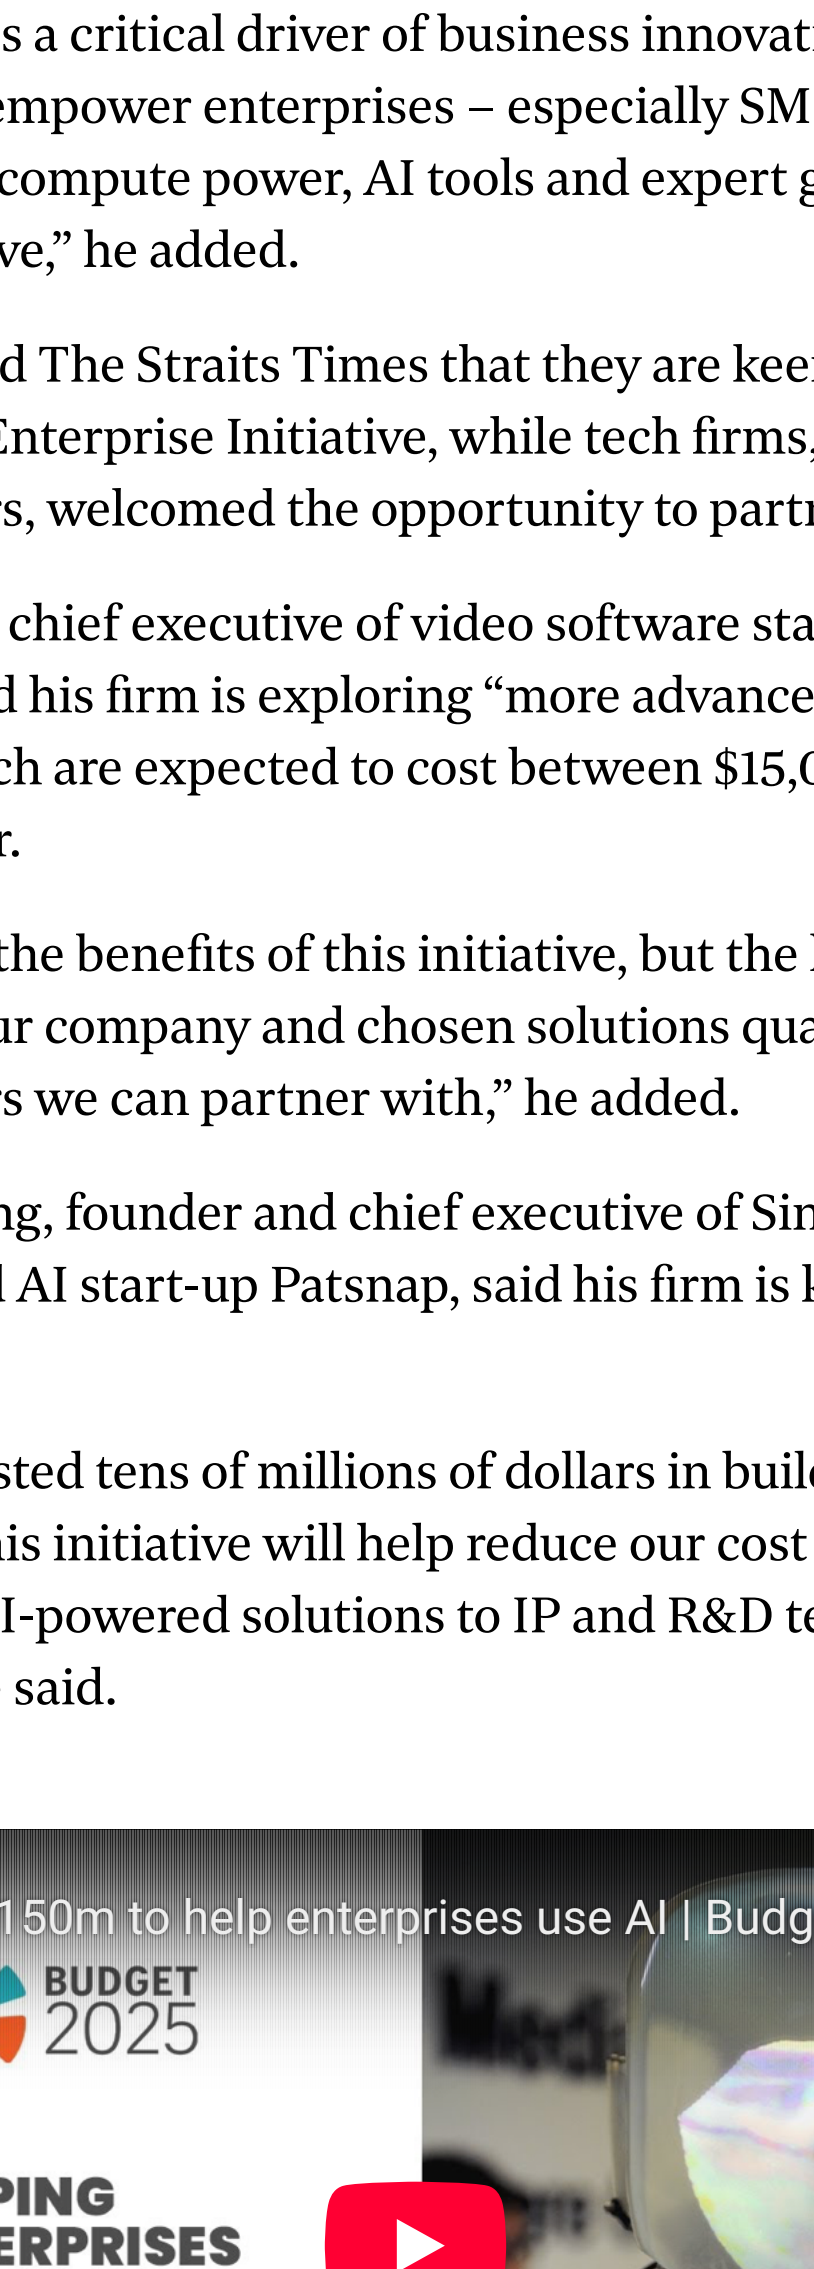 s a critical driver of business innovati
empower enterprises – especially SM
compute power, AI tools and expert g
ve,” he added.
d The Straits Times that they are kee
Enterprise Initiative, while tech firms,
rs, welcomed the opportunity to partn
chief executive of video software sta
d his firm is exploring “more advance
ch are expected to cost between $15,0
r.
the benefits of this initiative, but the
ur company and chosen solutions qua
rs we can partner with,” he added.
ng, founder and chief executive of Sin
AI start-up Patsnap, said his firm is k
sted tens of millions of dollars in buil
his initiative will help reduce our cost
I-powered solutions to IP and R&D te
said.
150m to help enterprises use AI | Budg
BUDGET
2025
PING
ERPRISES